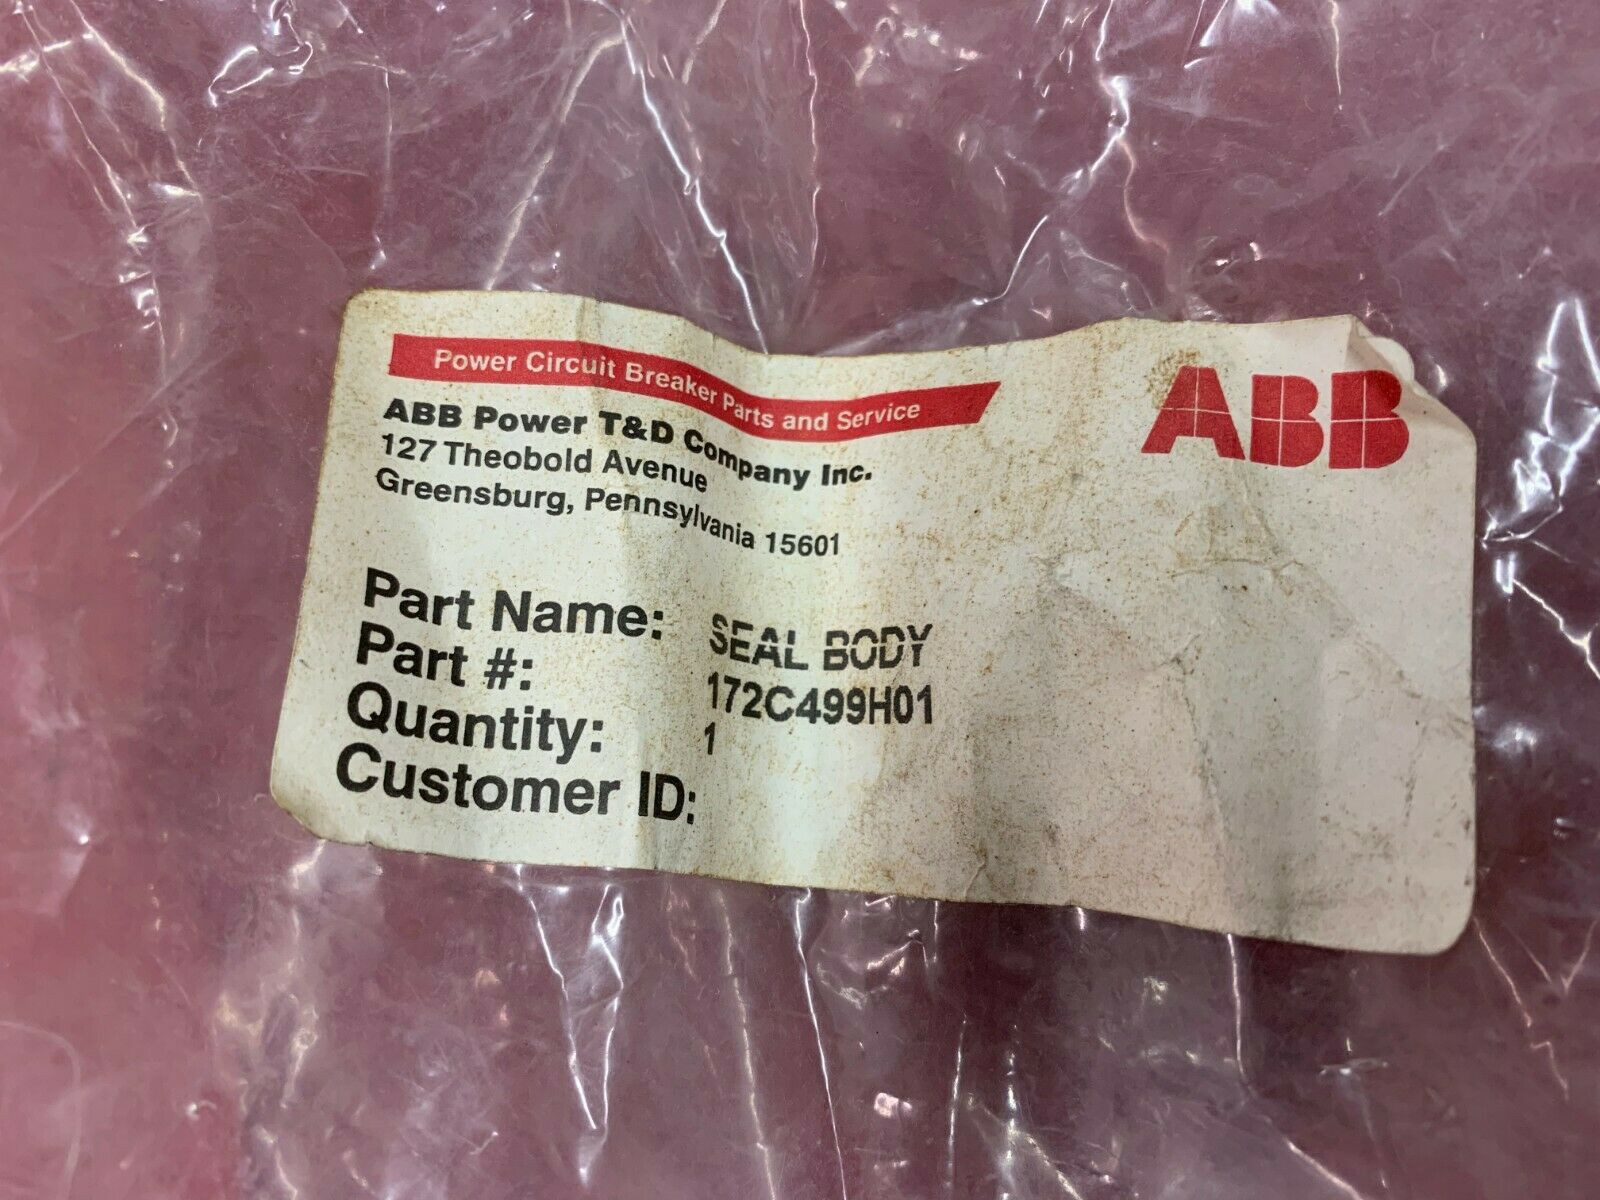 Power Circuit Breaker Parts and Service
ABB
ABB Power T&D Company Inc.
127 Theobold Avenue
Greensburg, Pennsylvania 15601
Part Name: SEAL BODY
Part #: 172C499H01
Quantity: 1
Customer ID: